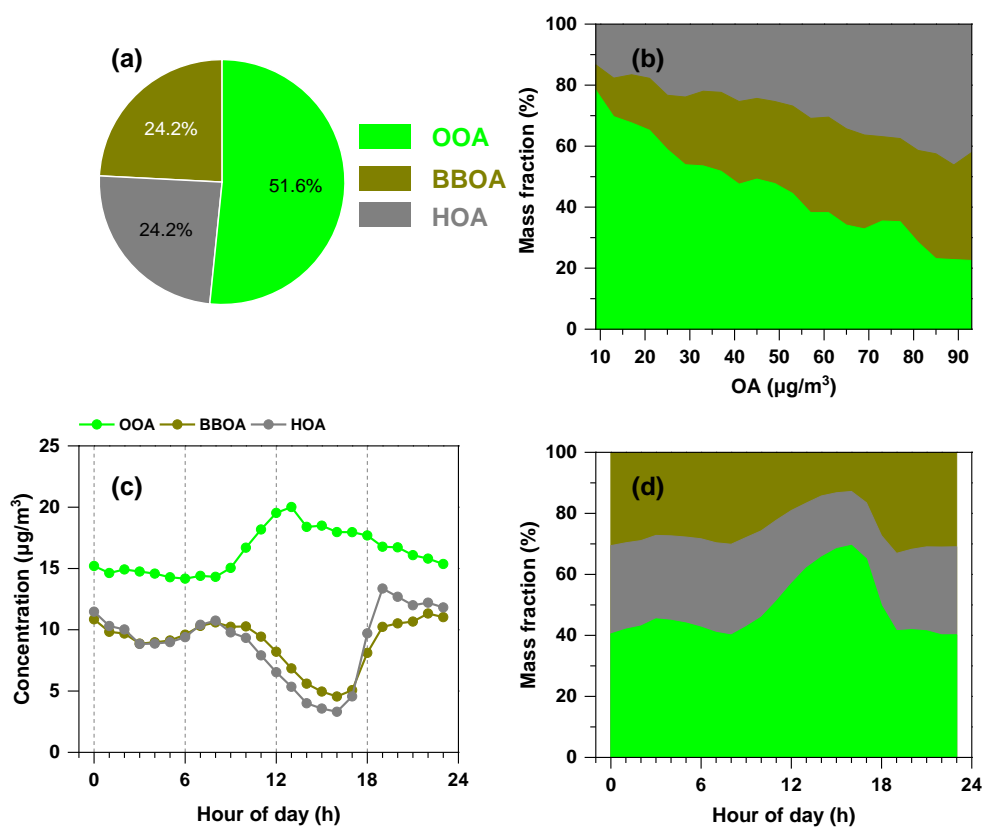 (a)
24.2%
51.6%
24.2%
OOA
BBOA
HOA
(b)
Mass fraction (%)
100
80
60
40
20
0
10 20 30 40 50 60 70 80 90
OA (µg/m³)
OOA BBOA HOA
(c)
Concentration (µg/m³)
25
20
15
10
5
0
0 6 12 18 24
Hour of day (h)
(d)
Mass fraction (%)
100
80
60
40
20
0
0 6 12 18 24
Hour of day (h)